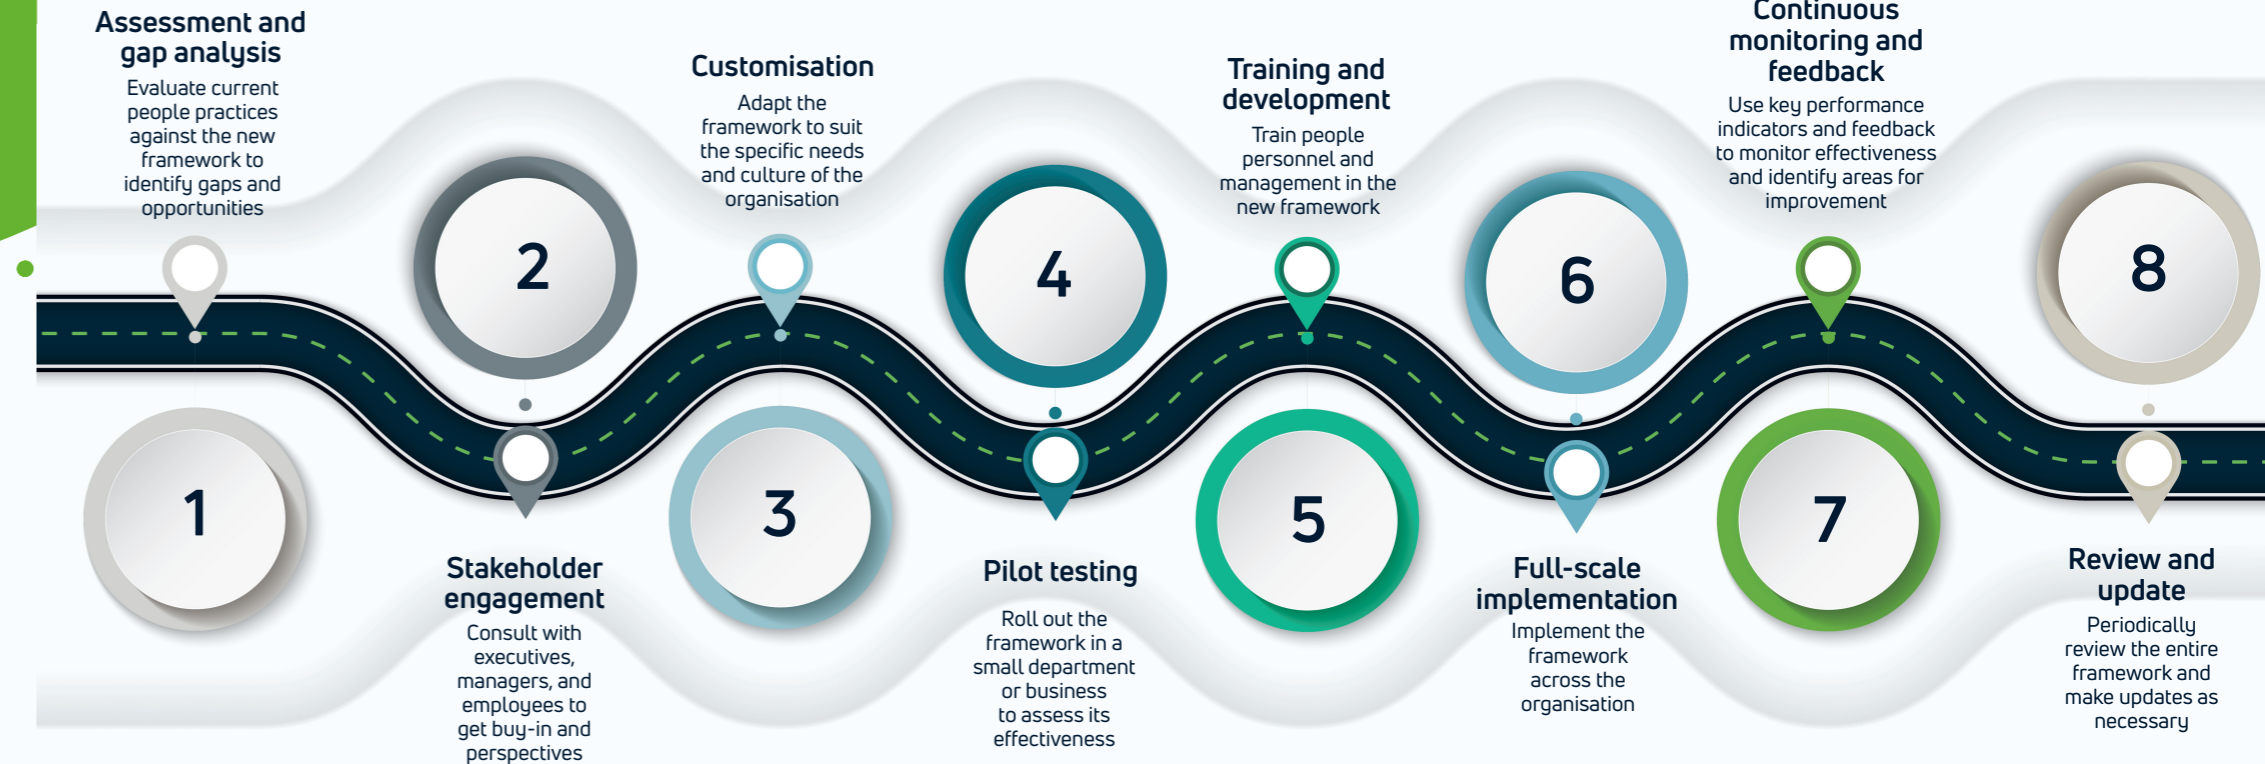 Assessment and
gap analysis
Evaluate current
people practices
against the new
framework to
identify gaps and
opportunities
1
2
Stakeholder
engagement
Consult with
executives,
managers, and
employees to
get buy-in and
perspectives
Customisation
Adapt the
framework to suit
the specific needs
and culture of the
organisation
3
4
Pilot testing
Roll out the
framework in a
small department
or business
to assess its
effectiveness
Training and
development
Train people
personnel and
management in the
new framework
5
6
Full-scale
implementation
Implement the
framework
across the
organisation
Continuous
monitoring and
feedback
Use key performance
indicators and feedback
to monitor effectiveness
and identify areas for
improvement
7
8
Review and
update
Periodically
review the entire
framework and
make updates as
necessary